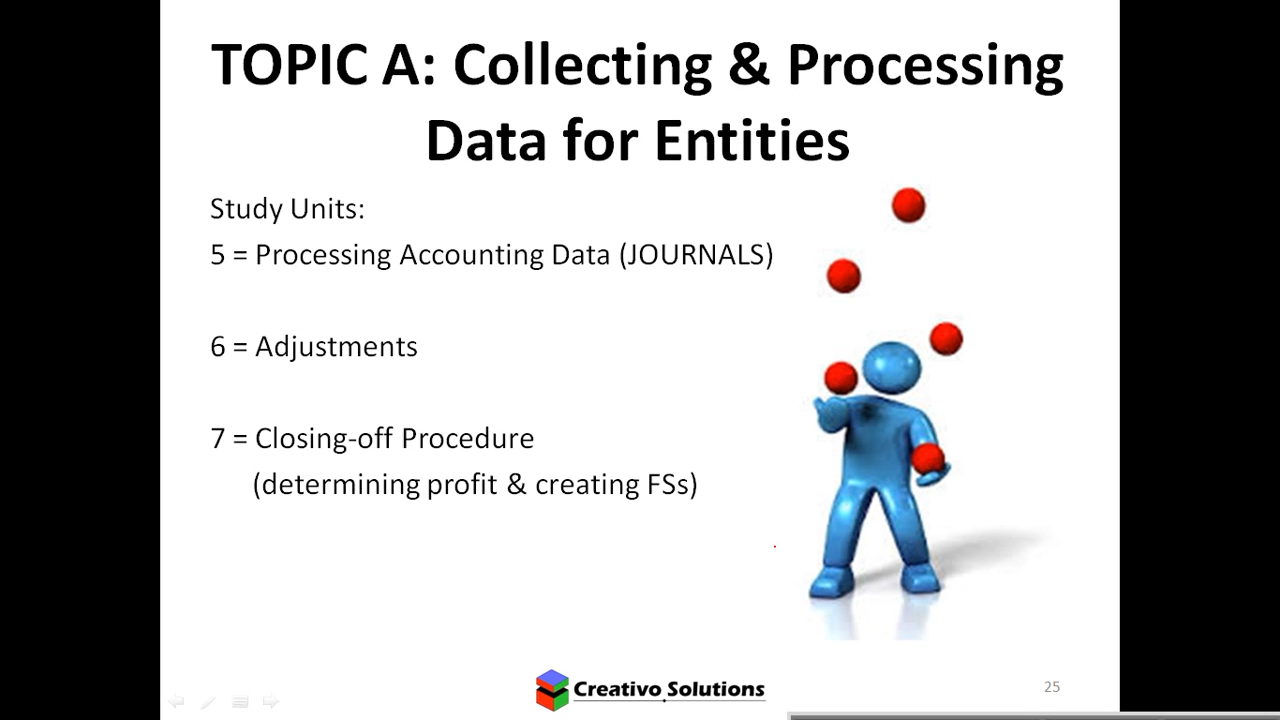 TOPIC A: Collecting & Processing
Data for Entities
Study Units:
5 = Processing Accounting Data (JOURNALS)
6 = Adjustments
7 = Closing-off Procedure
(determining profit & creating FSs)
Creativo Solutions
25